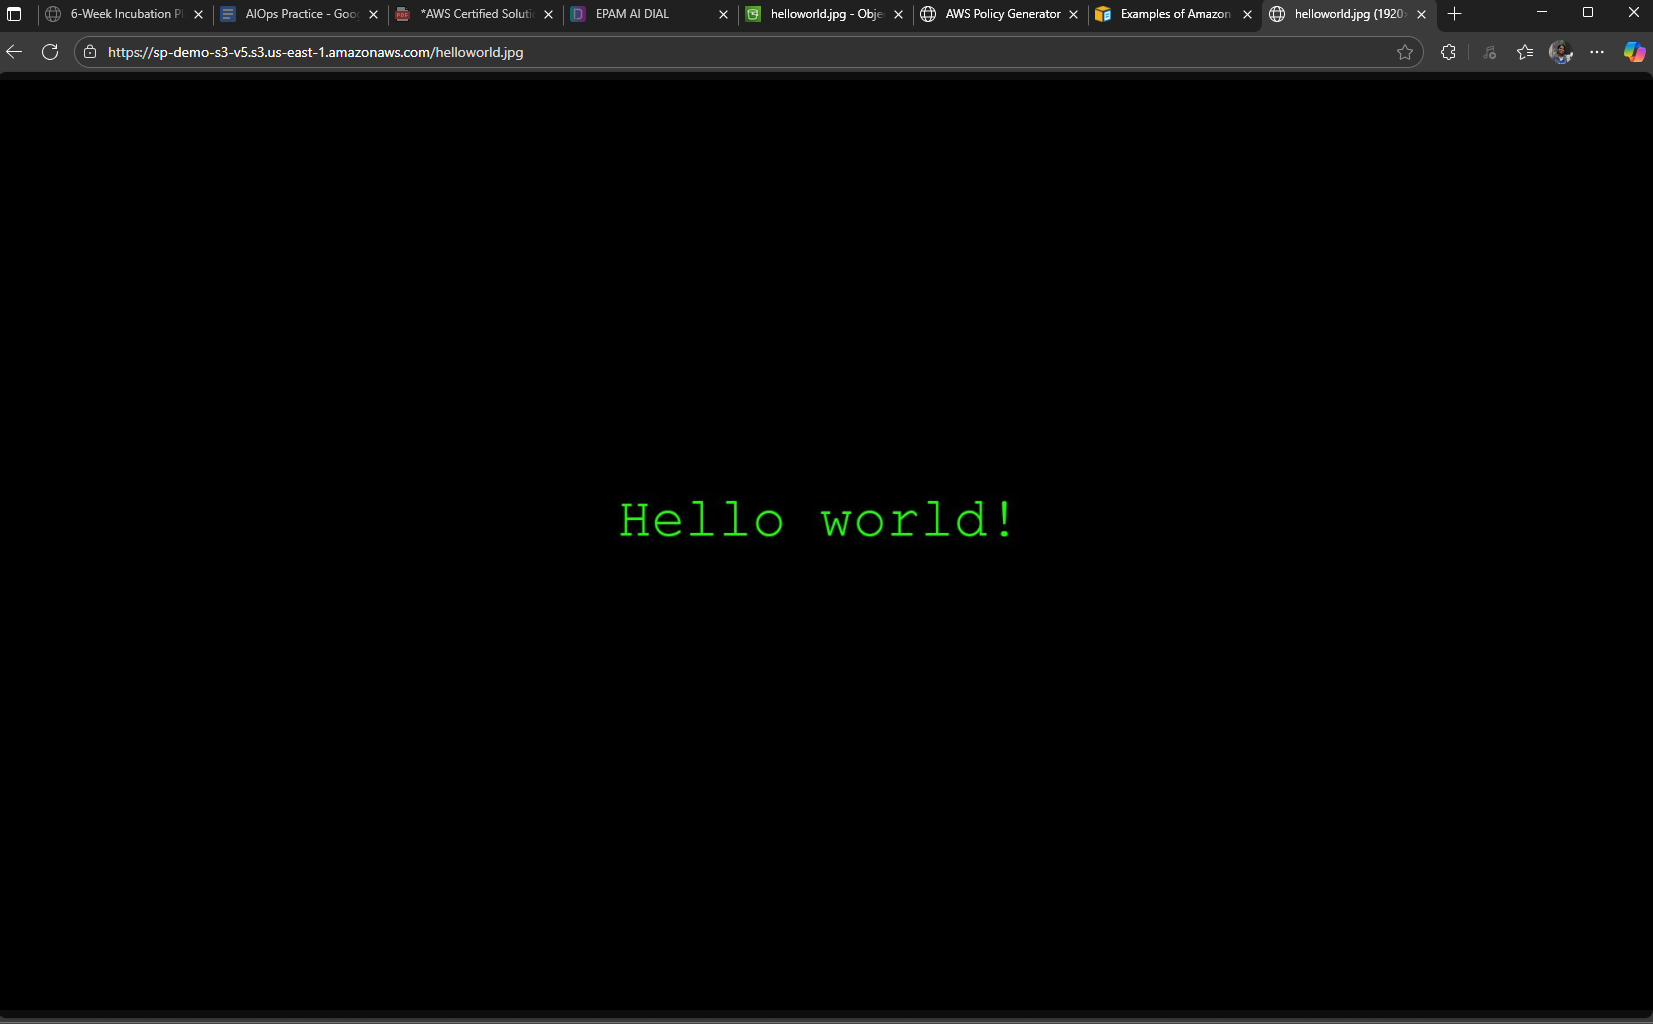 6-Week Incubation Pl
AIOps Practice - Goog
*AWS Certified Soluti
EPAM AI DIAL
helloworld.jpg - Obje
AWS Policy Generator
Examples of Amazon
helloworld.jpg (1920×
https://sp-demo-s3-v5.s3.us-east-1.amazonaws.com/helloworld.jpg
Hello world!